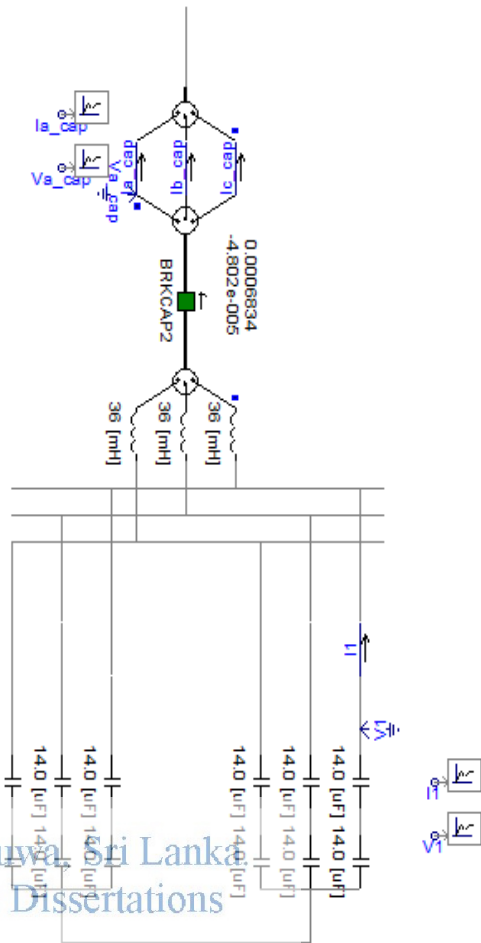 Ia_cap
Va_cap
Va_cap
Ia_cap
Ib_cap
Ic_cap
0.0006834
-4.802e-005
BRKCAP2
36 [mH]
36 [mH]
36 [mH]
I1
V1
I1
V1
14.0 [uF]
14.0 [uF]
14.0 [uF]
14.0 [uF]
14.0 [uF]
14.0 [uF]
14.0 [uF]
14.0 [uF]
14.0 [uF]
14.0 [uF]
14.0 [uF]
uwa, Sri Lanka.
Dissertations